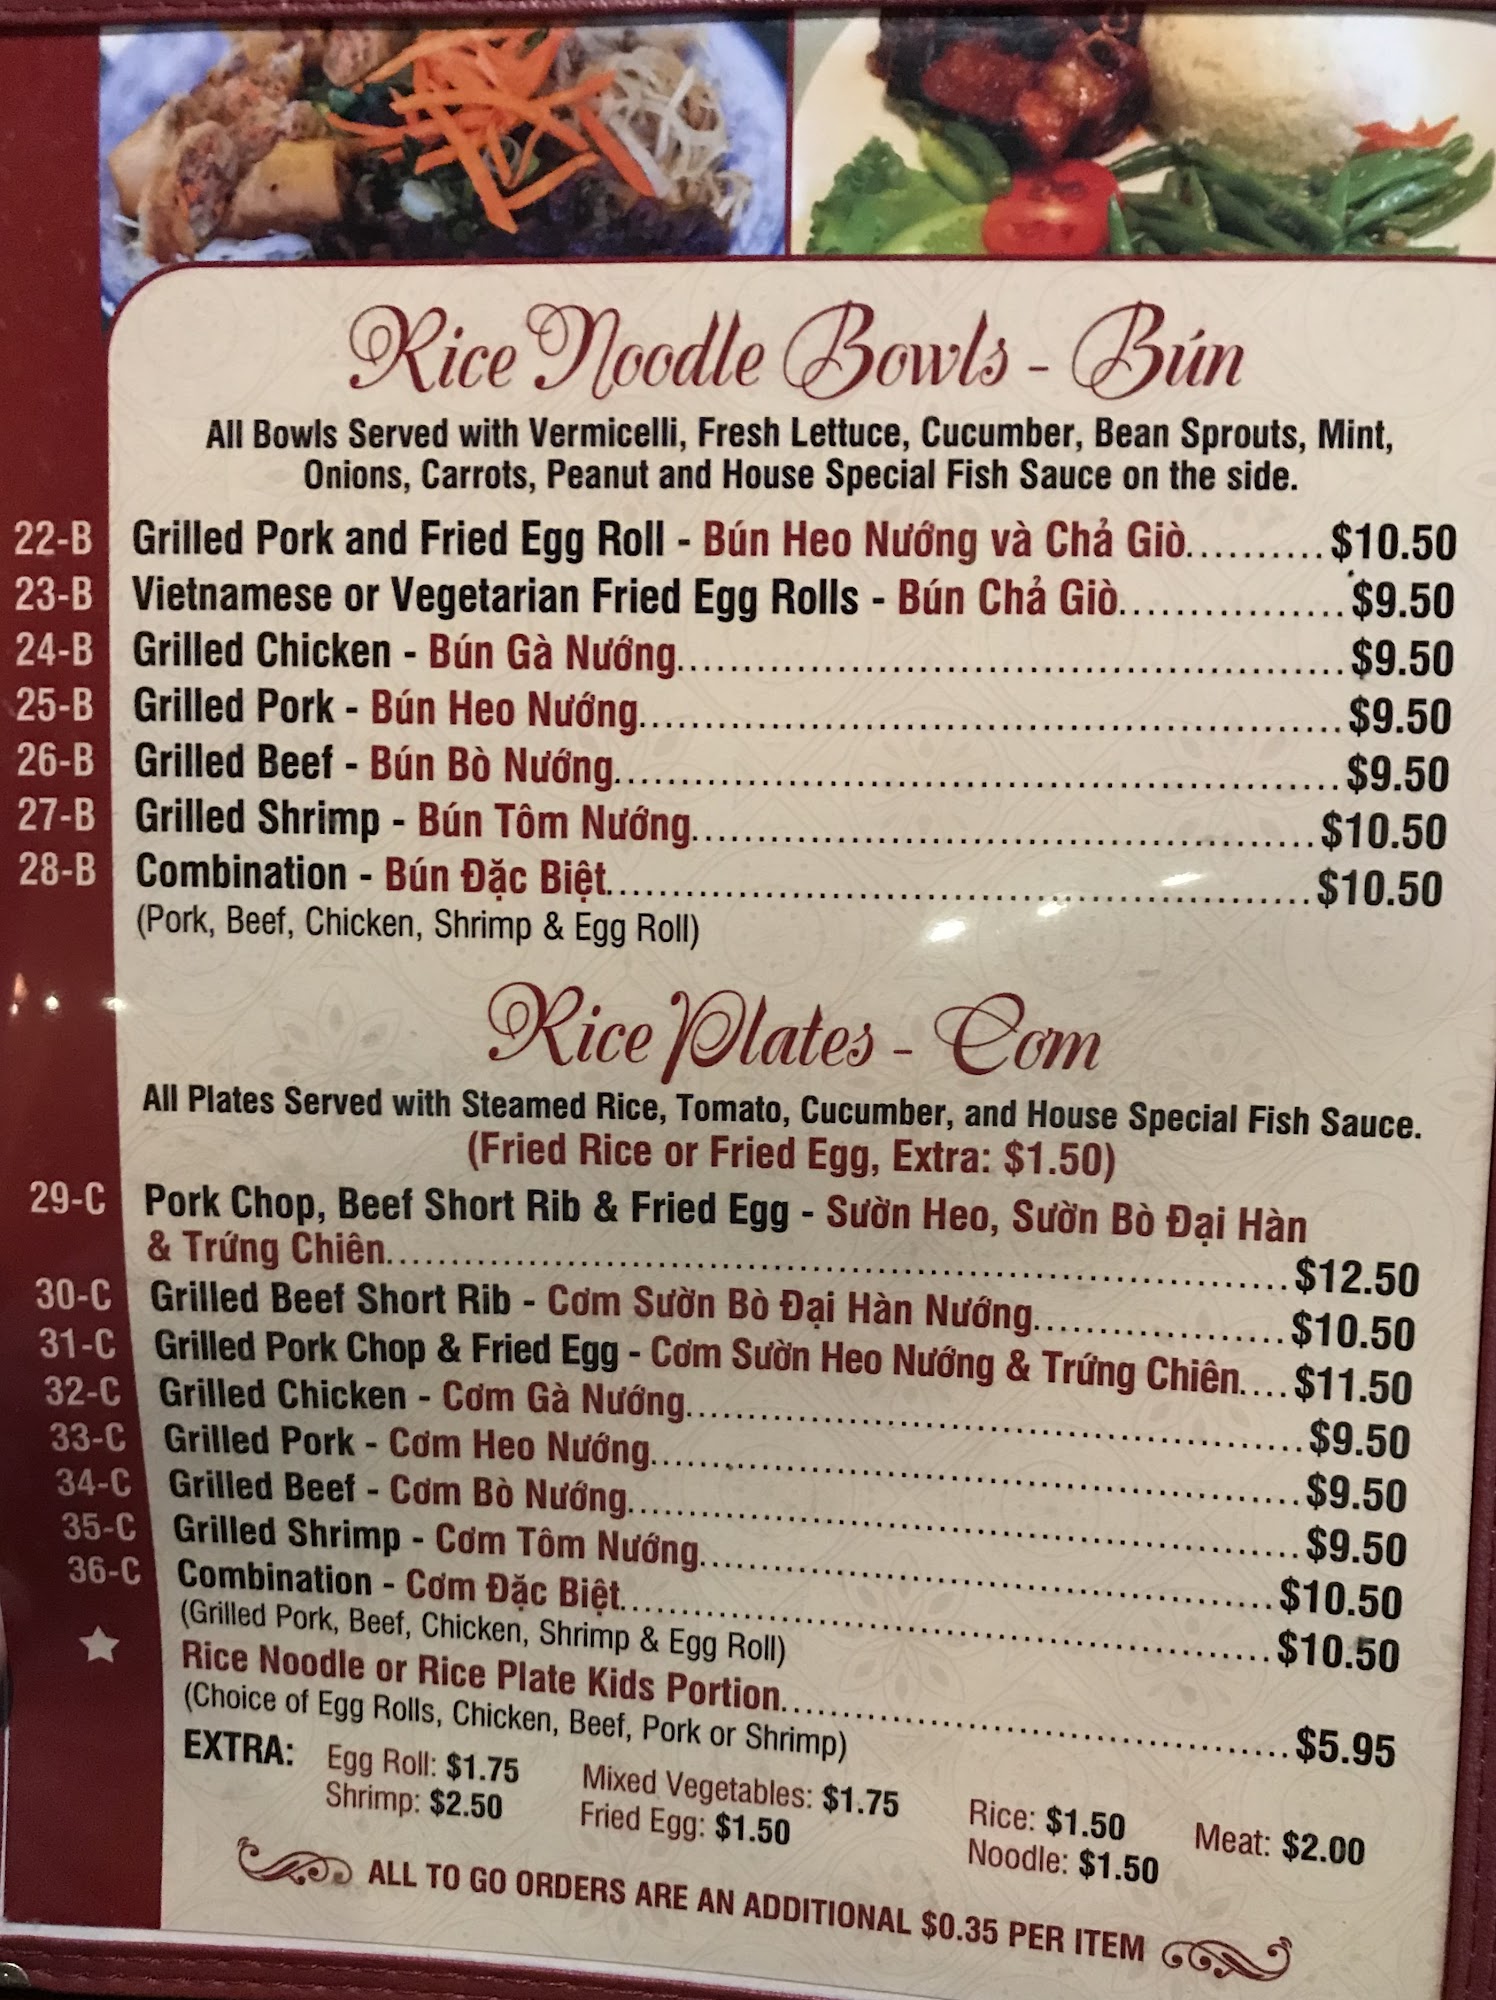 Rice Noodle Bowls - Bún
All Bowls Served with Vermicelli, Fresh Lettuce, Cucumber, Bean Sprouts, Mint,
Onions, Carrots, Peanut and House Special Fish Sauce on the side.
22-B Grilled Pork and Fried Egg Roll - Bún Heo Nướng và Chả Giò..........$10.50
23-B Vietnamese or Vegetarian Fried Egg Rolls - Bún Chả Giò................$9.50
24-B Grilled Chicken - Bún Gà Nướng................$9.50
25-B Grilled Pork - Bún Heo Nướng................$9.50
26-B Grilled Beef - Bún Bò Nướng................$9.50
27-B Grilled Shrimp - Bún Tôm Nướng................$10.50
28-B Combination - Bún Đặc Biệt................$10.50
(Pork, Beef, Chicken, Shrimp & Egg Roll)
Rice Plates - Cơm
All Plates Served with Steamed Rice, Tomato, Cucumber, and House Special Fish Sauce.
(Fried Rice or Fried Egg, Extra: $1.50)
29-C Pork Chop, Beef Short Rib & Fried Egg - Sườn Heo, Sườn Bò Đại Hàn
& Trứng Chiên................$12.50
30-C Grilled Beef Short Rib - Cơm Sườn Bò Đại Hàn Nướng................$10.50
31-C Grilled Pork Chop & Fried Egg - Cơm Sườn Heo Nướng & Trứng Chiên....$11.50
32-C Grilled Chicken - Cơm Gà Nướng................$9.50
33-C Grilled Pork - Cơm Heo Nướng................$9.50
34-C Grilled Beef - Cơm Bò Nướng................$9.50
35-C Grilled Shrimp - Cơm Tôm Nướng................$10.50
36-C Combination - Cơm Đặc Biệt................$10.50
(Grilled Pork, Beef, Chicken, Shrimp & Egg Roll)
Rice Noodle or Rice Plate Kids Portion................$5.95
(Choice of Egg Rolls, Chicken, Beef, Pork or Shrimp)
EXTRA: Egg Roll: $1.75 Mixed Vegetables: $1.75 Rice: $1.50 Meat: $2.00
Shrimp: $2.50 Fried Egg: $1.50 Noodle: $1.50
ALL TO GO ORDERS ARE AN ADDITIONAL $0.35 PER ITEM